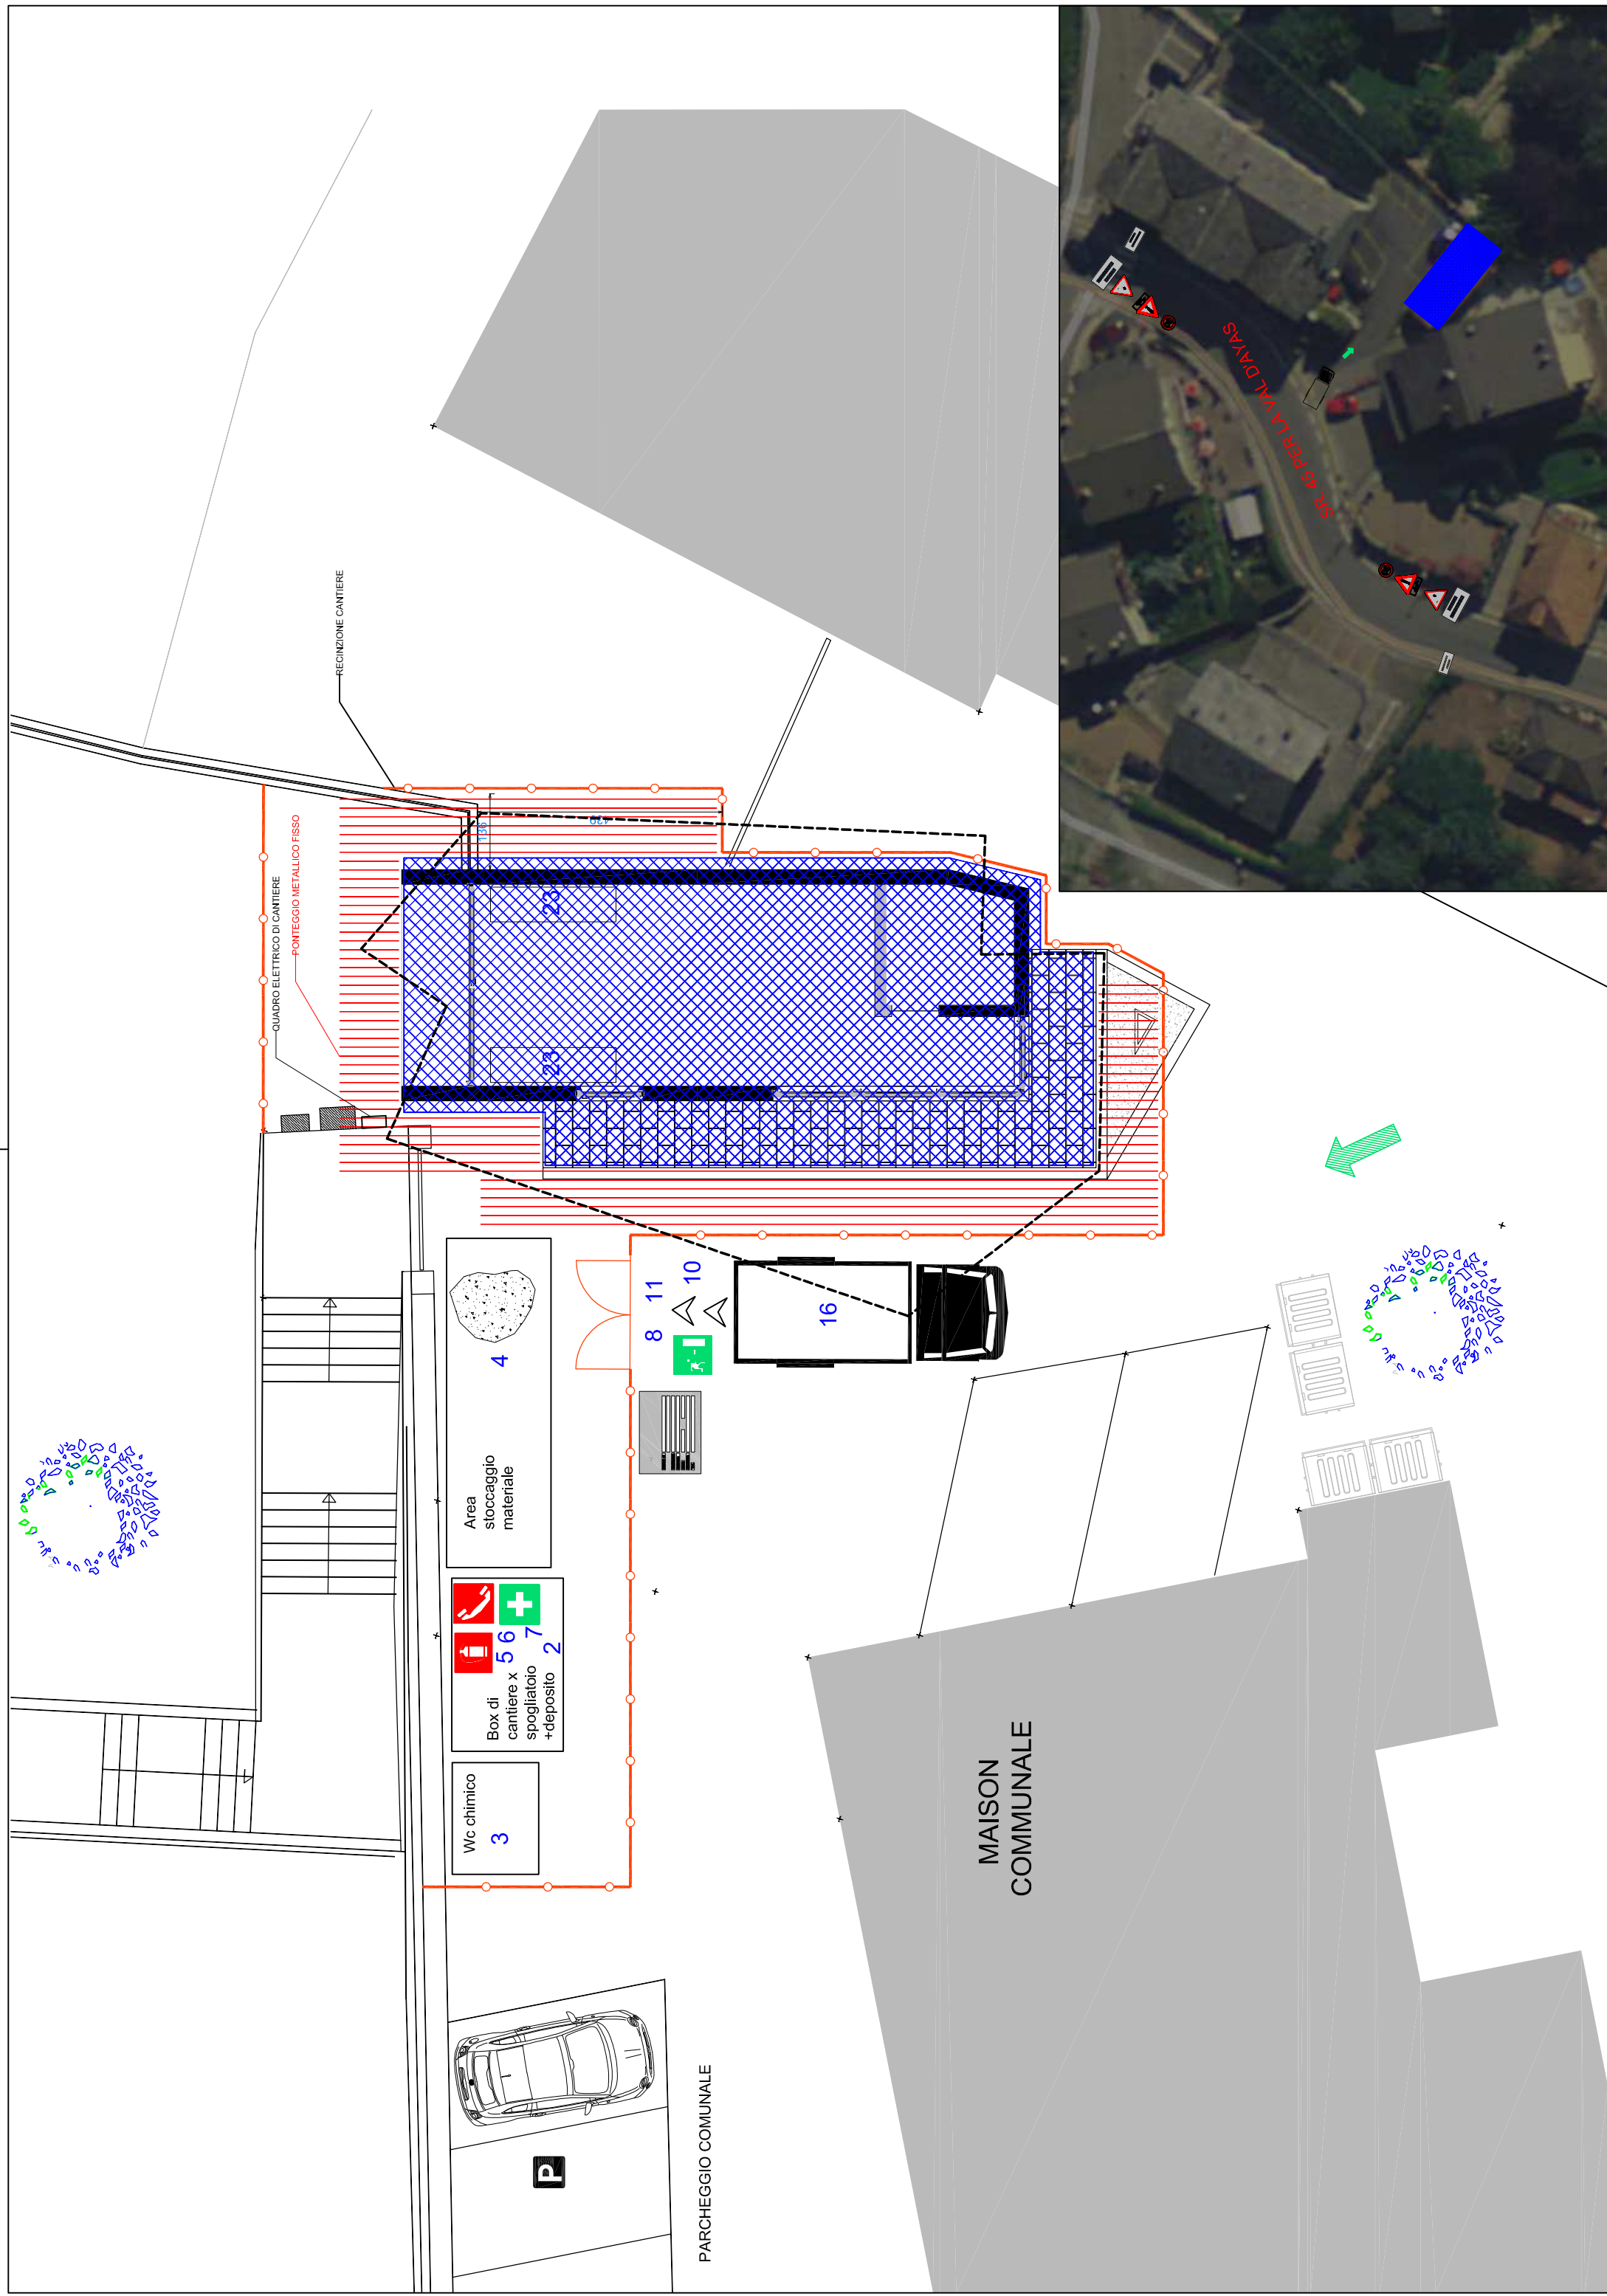 RECINZIONE CANTIERE
PONTEGGIO METALLICO FISSO
QUADRO ELETTRICO DI CANTIERE
SR. 45 PER LA VAL D'AYAS
136
23
23
8
11
10
16
Area
stoccaggio
materiale
4
Box di
cantiere x
spogliatoio
+deposito
5 6
7
2
Wc chimico
3
MAISON
COMMUNALE
P
PARCHEGGIO COMUNALE